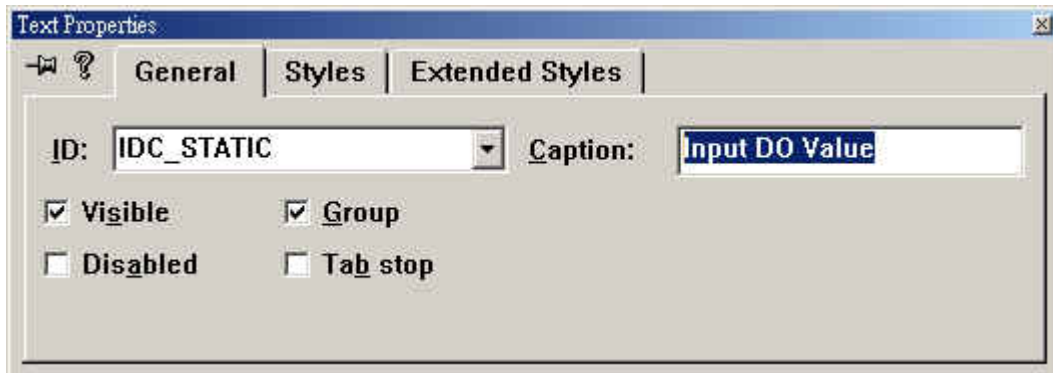 Text Properties
General Styles Extended Styles
ID: IDC_STATIC Caption: Input DO Value
Visible Group
Disabled Tab stop